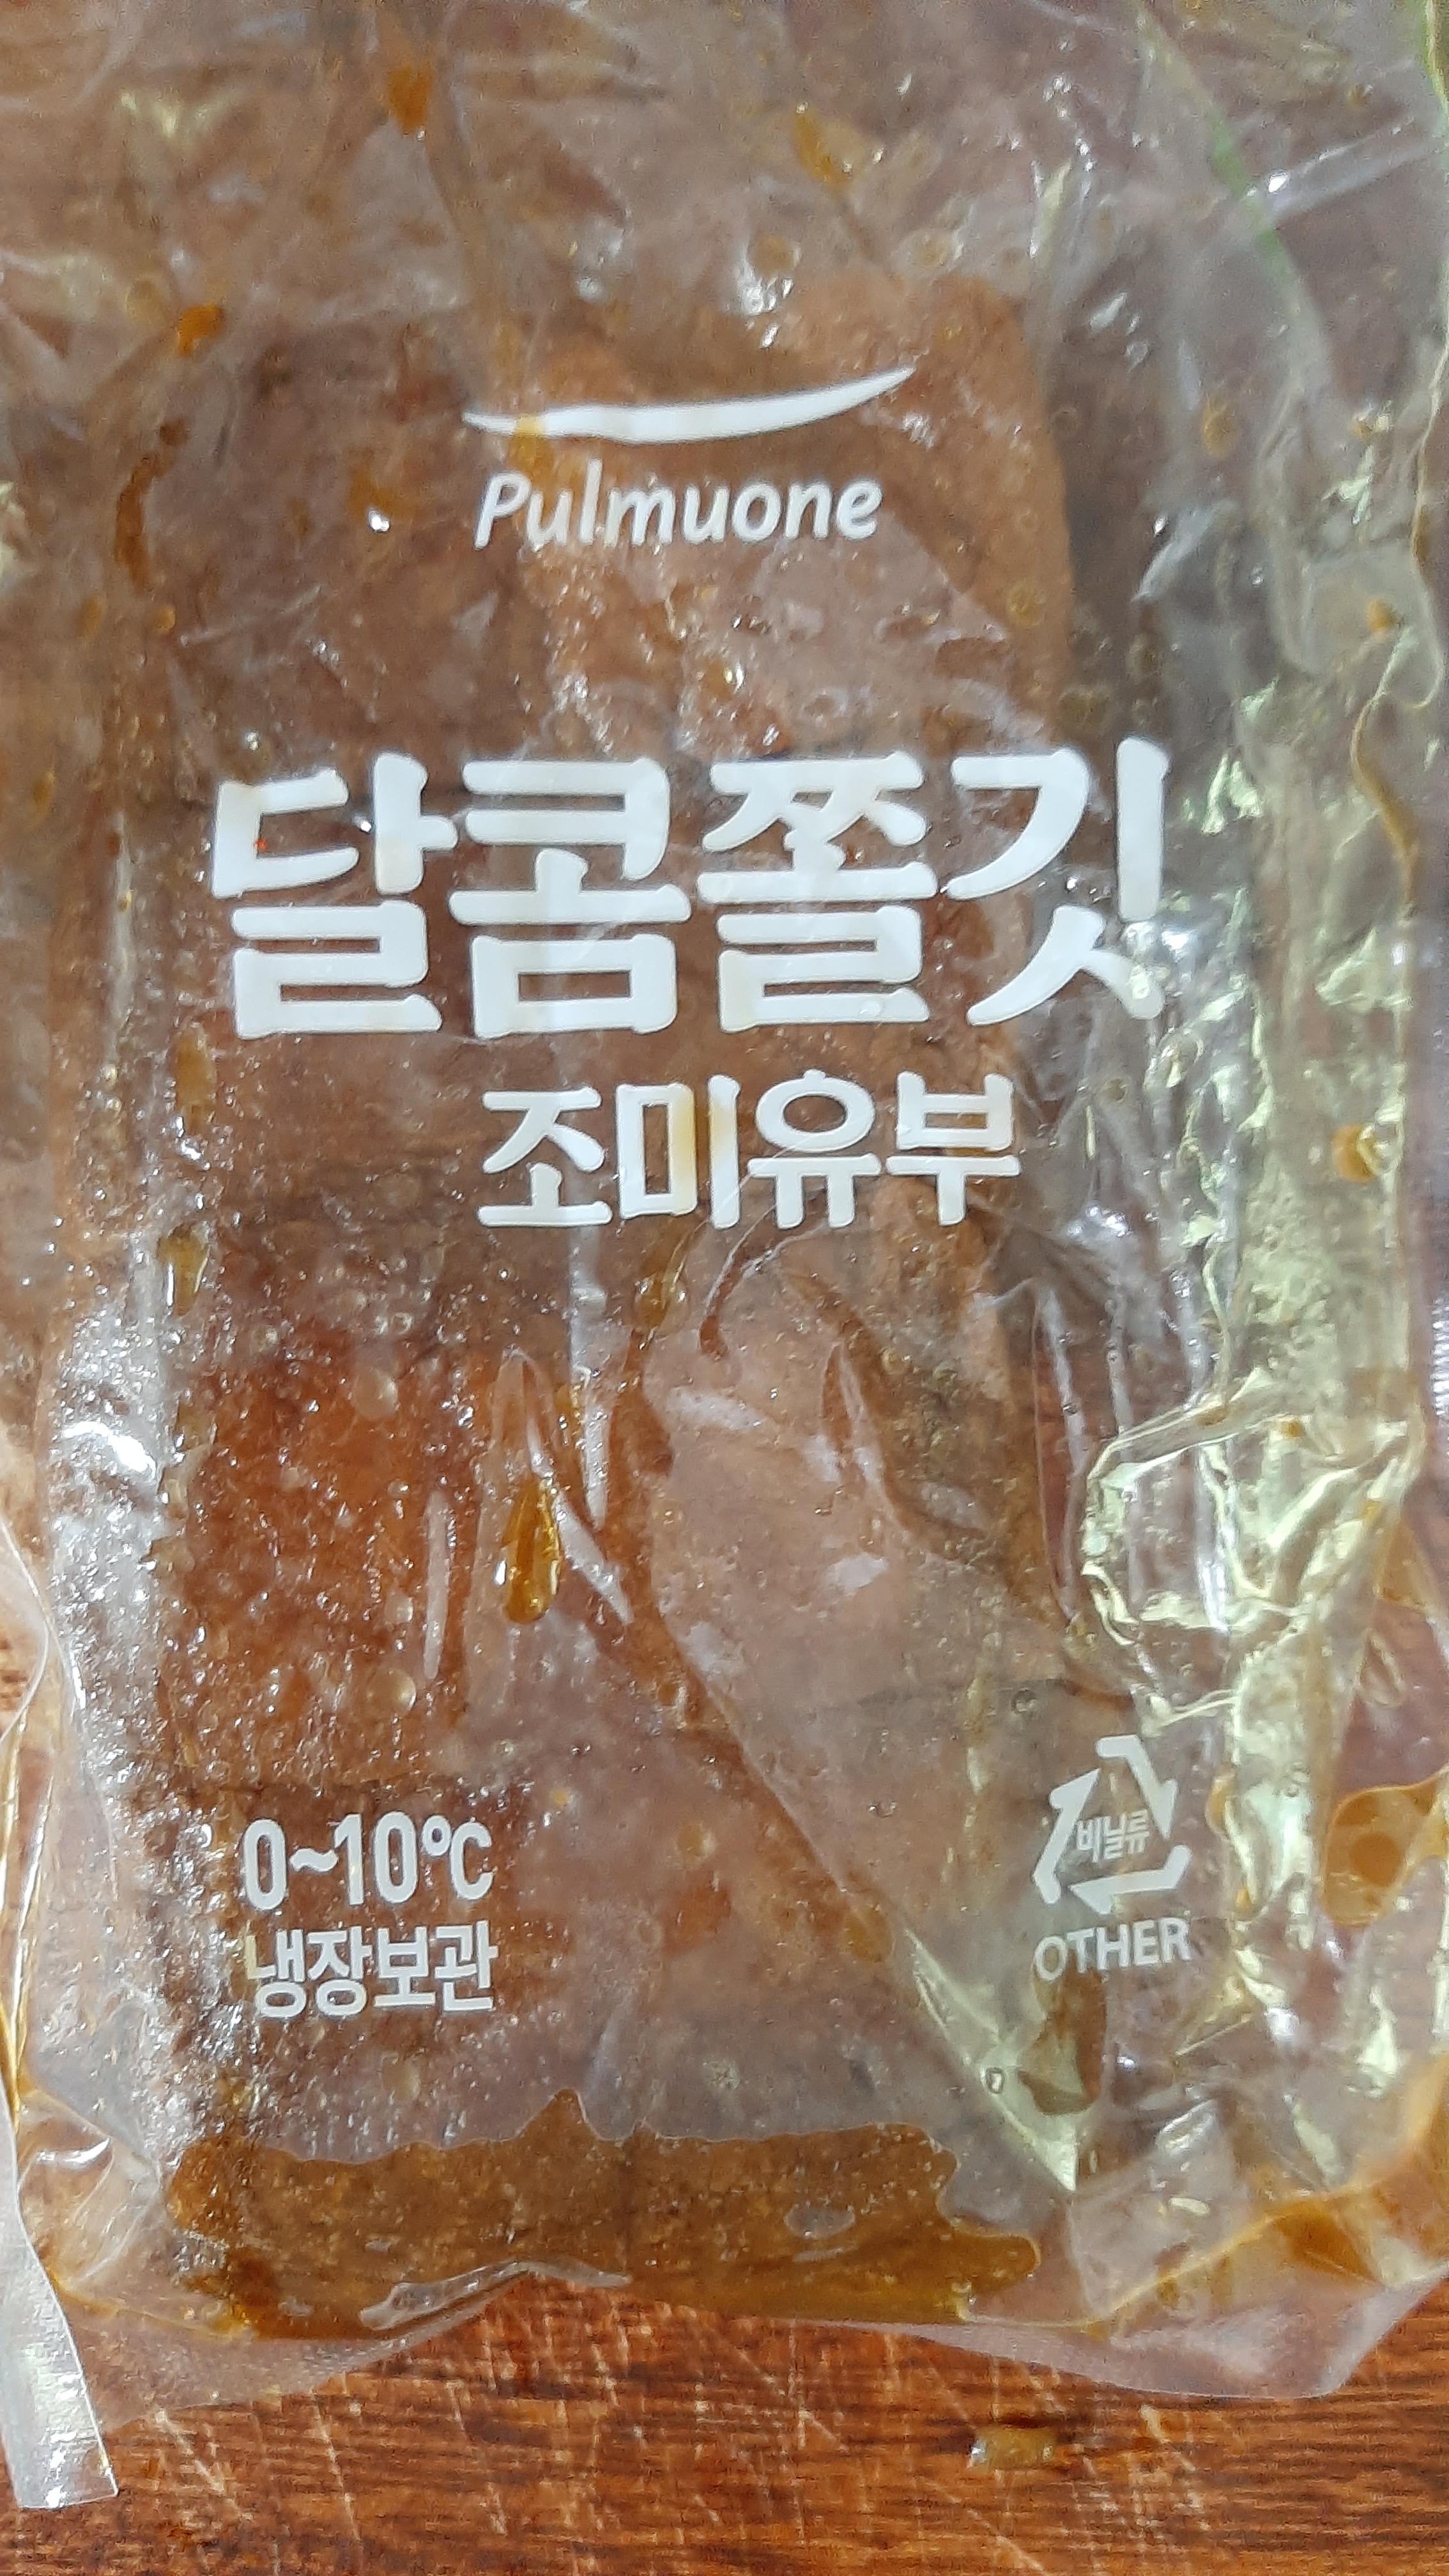 Pulmuone
달콤쫄깃
조미유부
0~10℃
냉장보관
비닐류
OTHER